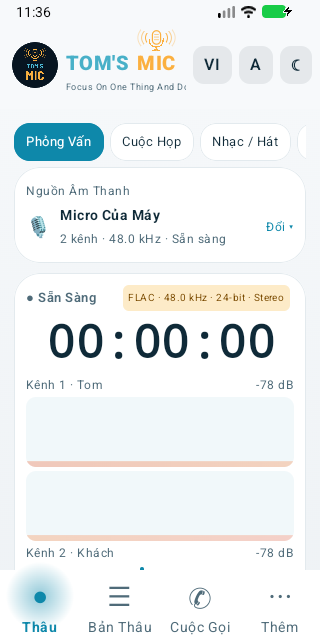 11:36
TOM'S MIC
TOM'S MIC
Focus On One Thing And
VI
A
Phỏng Vấn
Cuộc Họp
Nhạc / Hát
Nguồn Âm Thanh
Micro Của Máy
2 kênh · 48.0 kHz · Sẵn sàng
Đổi ▾
● Sẵn Sàng
FLAC · 48.0 kHz · 24-bit · Stereo
00:00:00
Kênh 1 · Tom
-78 dB
Kênh 2 · Khách
-78 dB
Thâu
Bản Thâu
Cuộc Gọi
Thêm